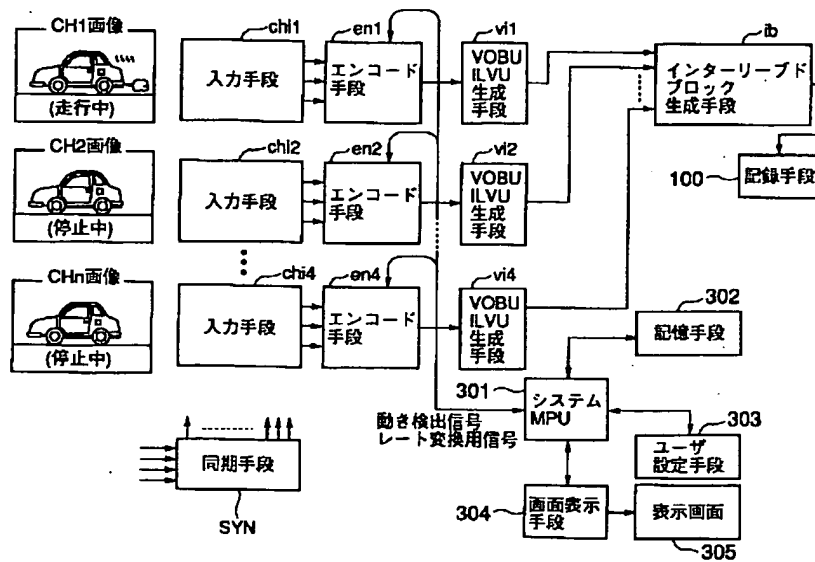 CH1画像
(走行中)
chi1
入力手段
en1
エンコード
手段
vi1
VOBU
ILVU
生成
手段
ib
インターリーブド
ブロック
生成手段
100
記録手段
CH2画像
(停止中)
chi2
入力手段
en2
エンコード
手段
vi2
VOBU
ILVU
生成
手段
CHn画像
(停止中)
chi4
入力手段
en4
エンコード
手段
vi4
VOBU
ILVU
生成
手段
302
記憶手段
301
システム
MPU
動き検出信号
レート変換用信号
303
ユーザ
設定手段
同期手段
SYN
304
画面表示
手段
表示画面
305